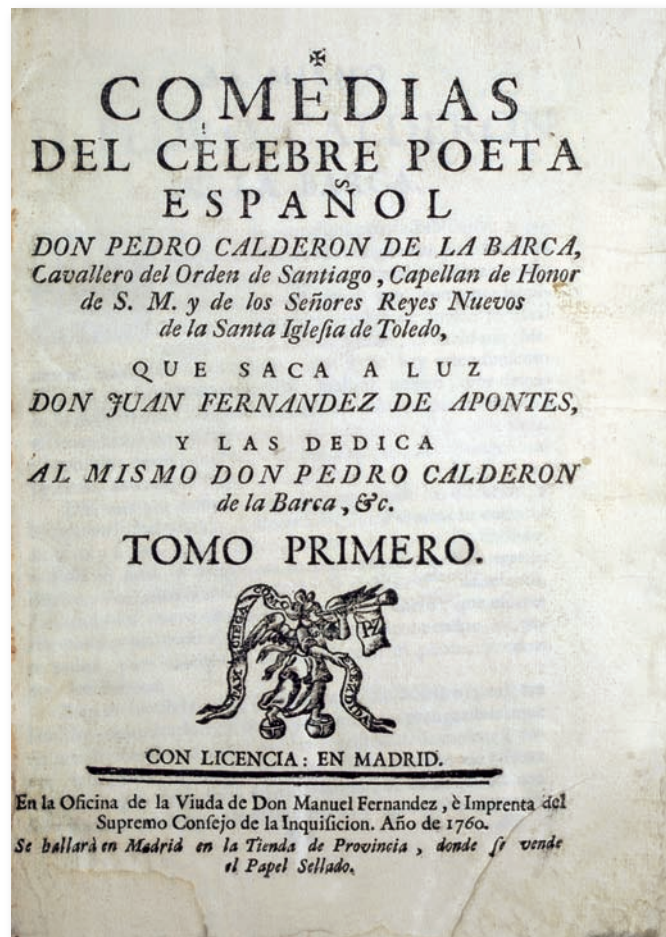 COMEDIAS
DEL CELEBRE POETA
ESPAÑOL
DON PEDRO CALDERON DE LA BARCA,
Cavallero del Orden de Santiago, Capellan de Honor
de S. M. y de los Señores Reyes Nuevos
de la Santa Igleſia de Toledo,
QUE SACA A LUZ
DON JUAN FERNANDEZ DE APONTES,
Y LAS DEDICA
AL MISMO DON PEDRO CALDERON
de la Barca, &c.
TOMO PRIMERO.
CON LICENCIA: EN MADRID.
En la Oficina de la Viuda de Don Manuel Fernandez, è Imprenta del
Supremo Conſejo de la Inquiſicion. Año de 1760.
Se hallarà en Madrid en la Tienda de Provincia, donde ſe vende
el Papel Sellado.